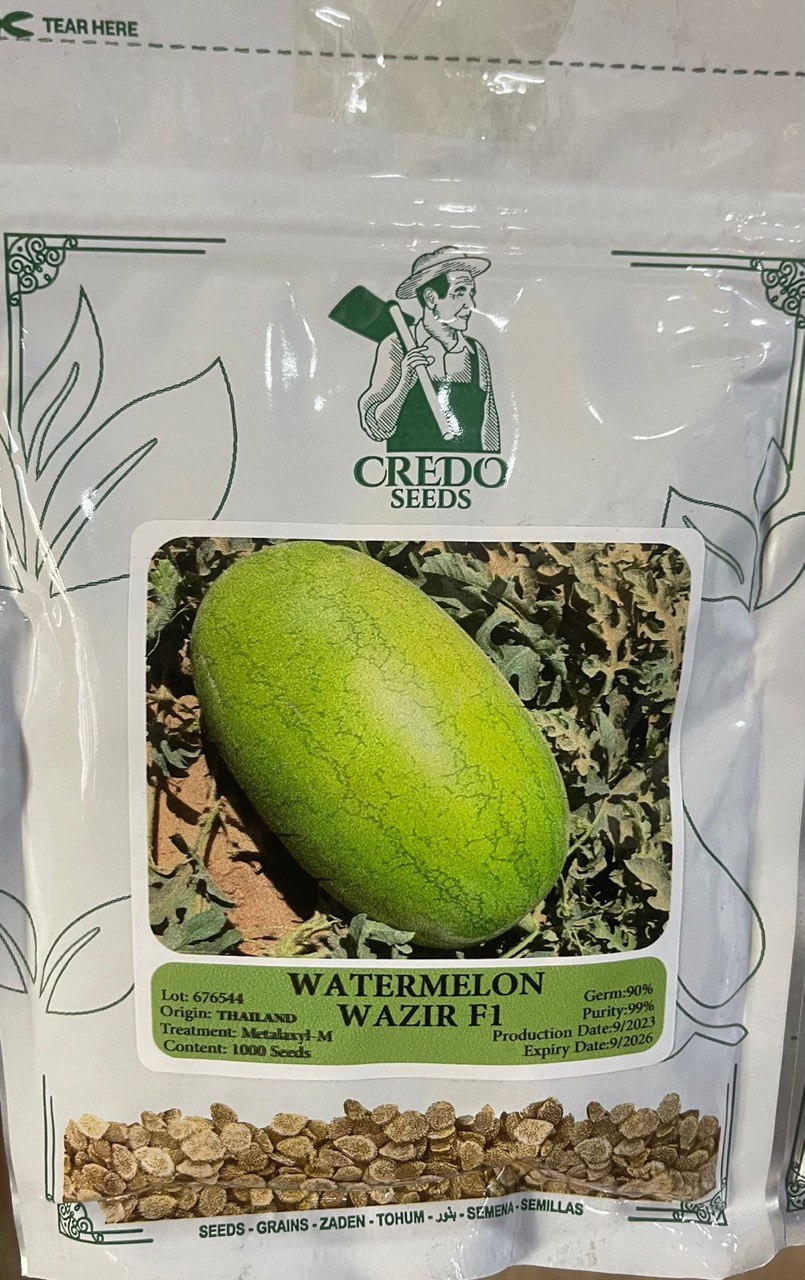 TEAR HERE
CREDO
SEEDS
WATERMELON
WAZIR F1
Lot: 676544
Origin: THAILAND
Treatment: Metalaxyl-M
Content: 1000 Seeds
Germ:90%
Purity:99%
Production Date:9/2023
Expiry Date:9/2026
SEEDS - GRAINS - ZADEN - TOHUM - بذور - SEMENA - SEMILLAS